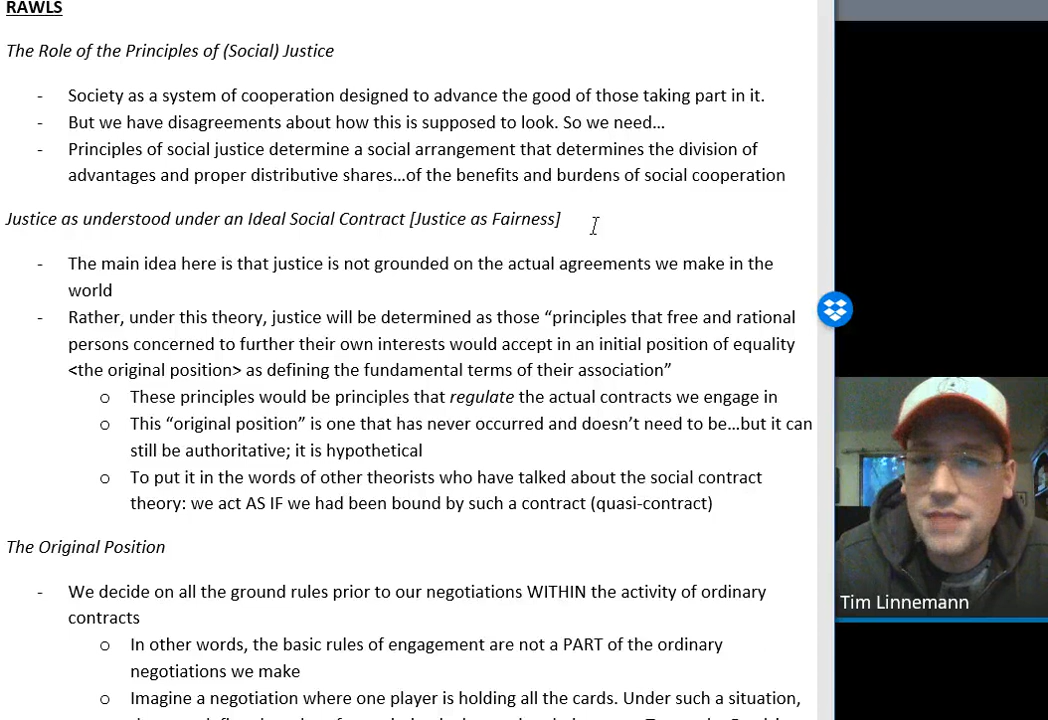 RAWLS
The Role of the Principles of (Social) Justice
- Society as a system of cooperation designed to advance the good of those taking part in it.
- But we have disagreements about how this is supposed to look. So we need…
- Principles of social justice determine a social arrangement that determines the division of
advantages and proper distributive shares…of the benefits and burdens of social cooperation
Justice as understood under an Ideal Social Contract [Justice as Fairness]
- The main idea here is that justice is not grounded on the actual agreements we make in the
world
- Rather, under this theory, justice will be determined as those “principles that free and rational
persons concerned to further their own interests would accept in an initial position of equality
<the original position> as defining the fundamental terms of their association”
o These principles would be principles that regulate the actual contracts we engage in
o This “original position” is one that has never occurred and doesn’t need to be…but it can
still be authoritative; it is hypothetical
o To put it in the words of other theorists who have talked about the social contract
theory: we act AS IF we had been bound by such a contract (quasi-contract)
The Original Position
- We decide on all the ground rules prior to our negotiations WITHIN the activity of ordinary
contracts
o In other words, the basic rules of engagement are not a PART of the ordinary
negotiations we make
o Imagine a negotiation where one player is holding all the cards. Under such a situation,
Tim Linnemann